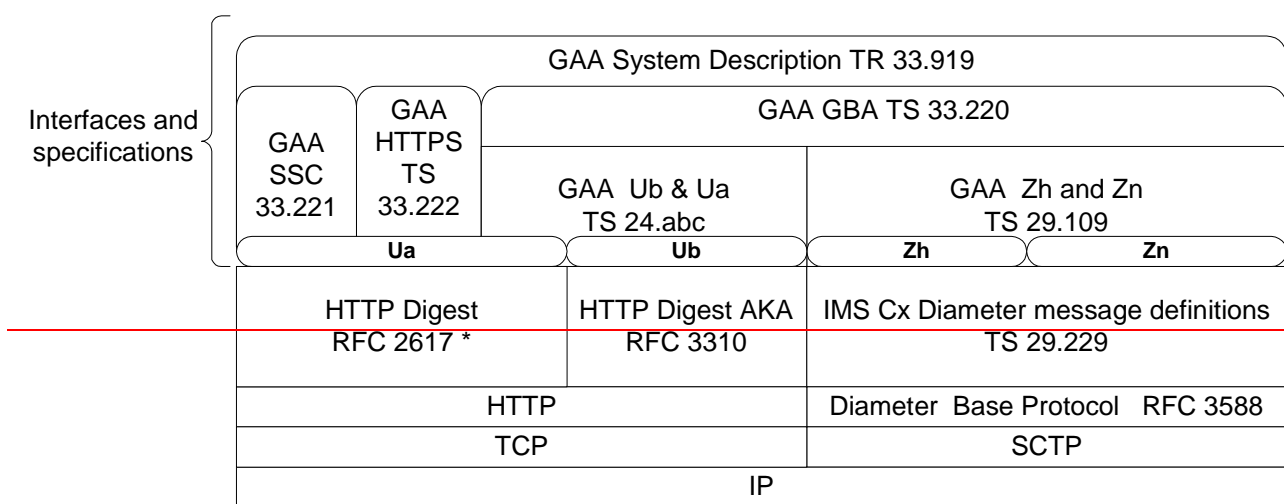 GAA System Description TR 33.919
Interfaces and
specifications
GAA
SSC
33.221
GAA
HTTPS
TS
33.222
GAA GBA TS 33.220
GAA Ub & Ua
TS 24.abc
GAA Zh and Zn
TS 29.109
Ua
Ub
Zh
Zn
HTTP Digest
RFC 2617 *
HTTP Digest AKA
RFC 3310
IMS Cx Diameter message definitions
TS 29.229
HTTP
Diameter Base Protocol RFC 3588
TCP
SCTP
IP